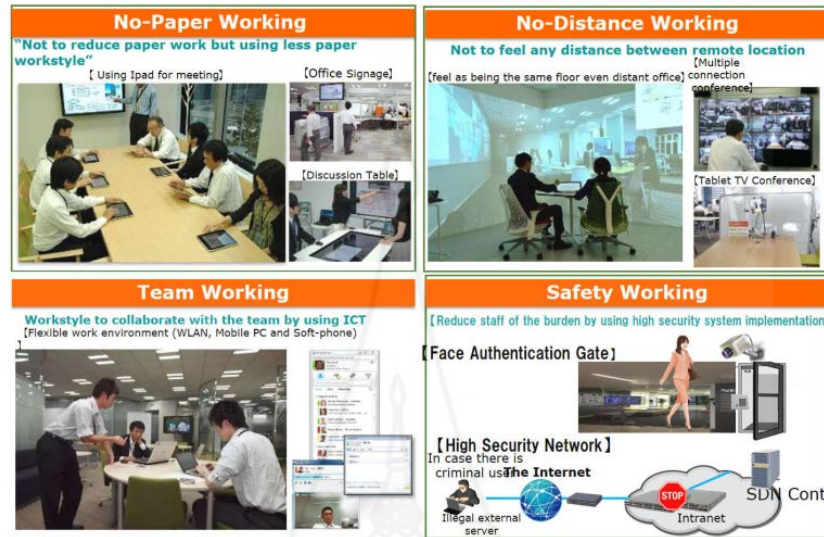 No-Paper Working
“Not to reduce paper work but using less paper
workstyle”
【 Using Ipad for meeting】
【Office Signage】
【Discussion Table】
No-Distance Working
Not to feel any distance between remote location
【feel as being the same floor even distant office】
【Multiple
connection
conference】
【Tablet TV Conference】
Team Working
Workstyle to collaborate with the team by using ICT
【Flexible work environment (WLAN, Mobile PC and Soft-phone)
】
Safety Working
【Reduce staff of the burden by using high security system implementation
【Face Authentication Gate】
【High Security Network】
In case there is
criminal user
The Internet
Illegal external
server
STOP
Intranet
SDN Cont